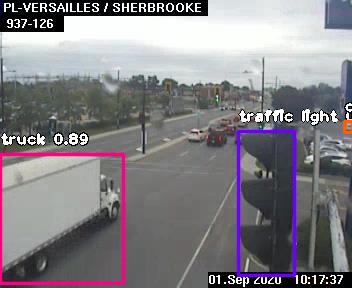 PL-VERSAILLES / SHERBROOKE
937-126
traffic light
truck 0.89
01.Sep 2020 10:17:37